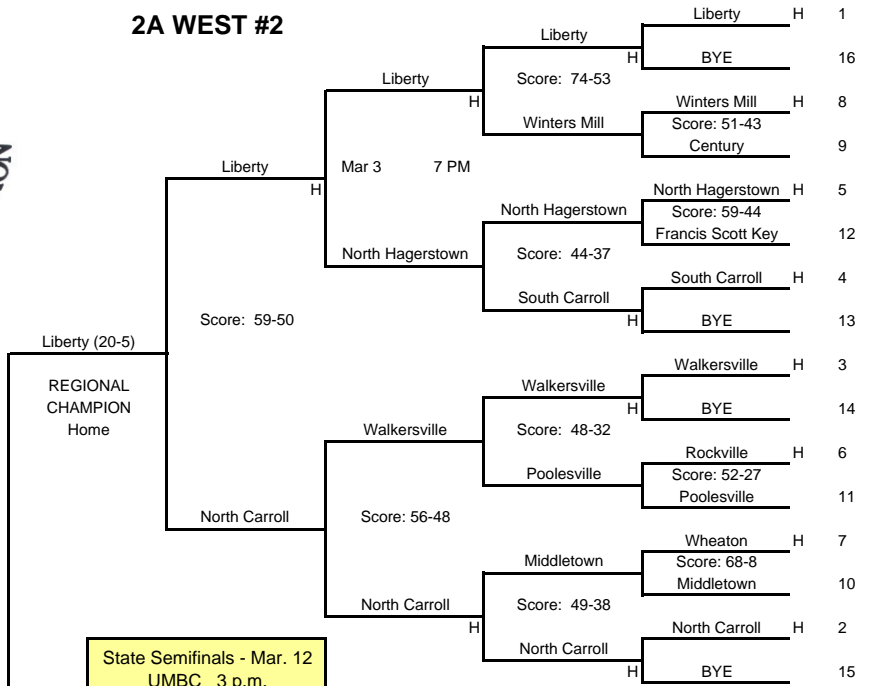 2A WEST #2
Liberty H 1
Liberty
H BYE 16
Liberty Score: 74-53
H Winters Mill H 8
Winters Mill Score: 51-43
Century 9
Liberty Mar 3 7 PM
H North Hagerstown H 5
North Hagerstown Score: 59-44
Francis Scott Key 12
North Hagerstown Score: 44-37
South Carroll H 4
South Carroll
H BYE 13
Score: 59-50
Liberty (20-5)
REGIONAL
CHAMPION
Home
Walkersville H 3
Walkersville
H BYE 14
Walkersville Score: 48-32
Rockville H 6
Poolesville Score: 52-27
Poolesville 11
North Carroll Score: 56-48
Wheaton H 7
Middletown Score: 68-8
Middletown 10
North Carroll Score: 49-38
H North Carroll H 2
North Carroll
H BYE 15
State Semifinals - Mar. 12
UMBC 3 p.m.